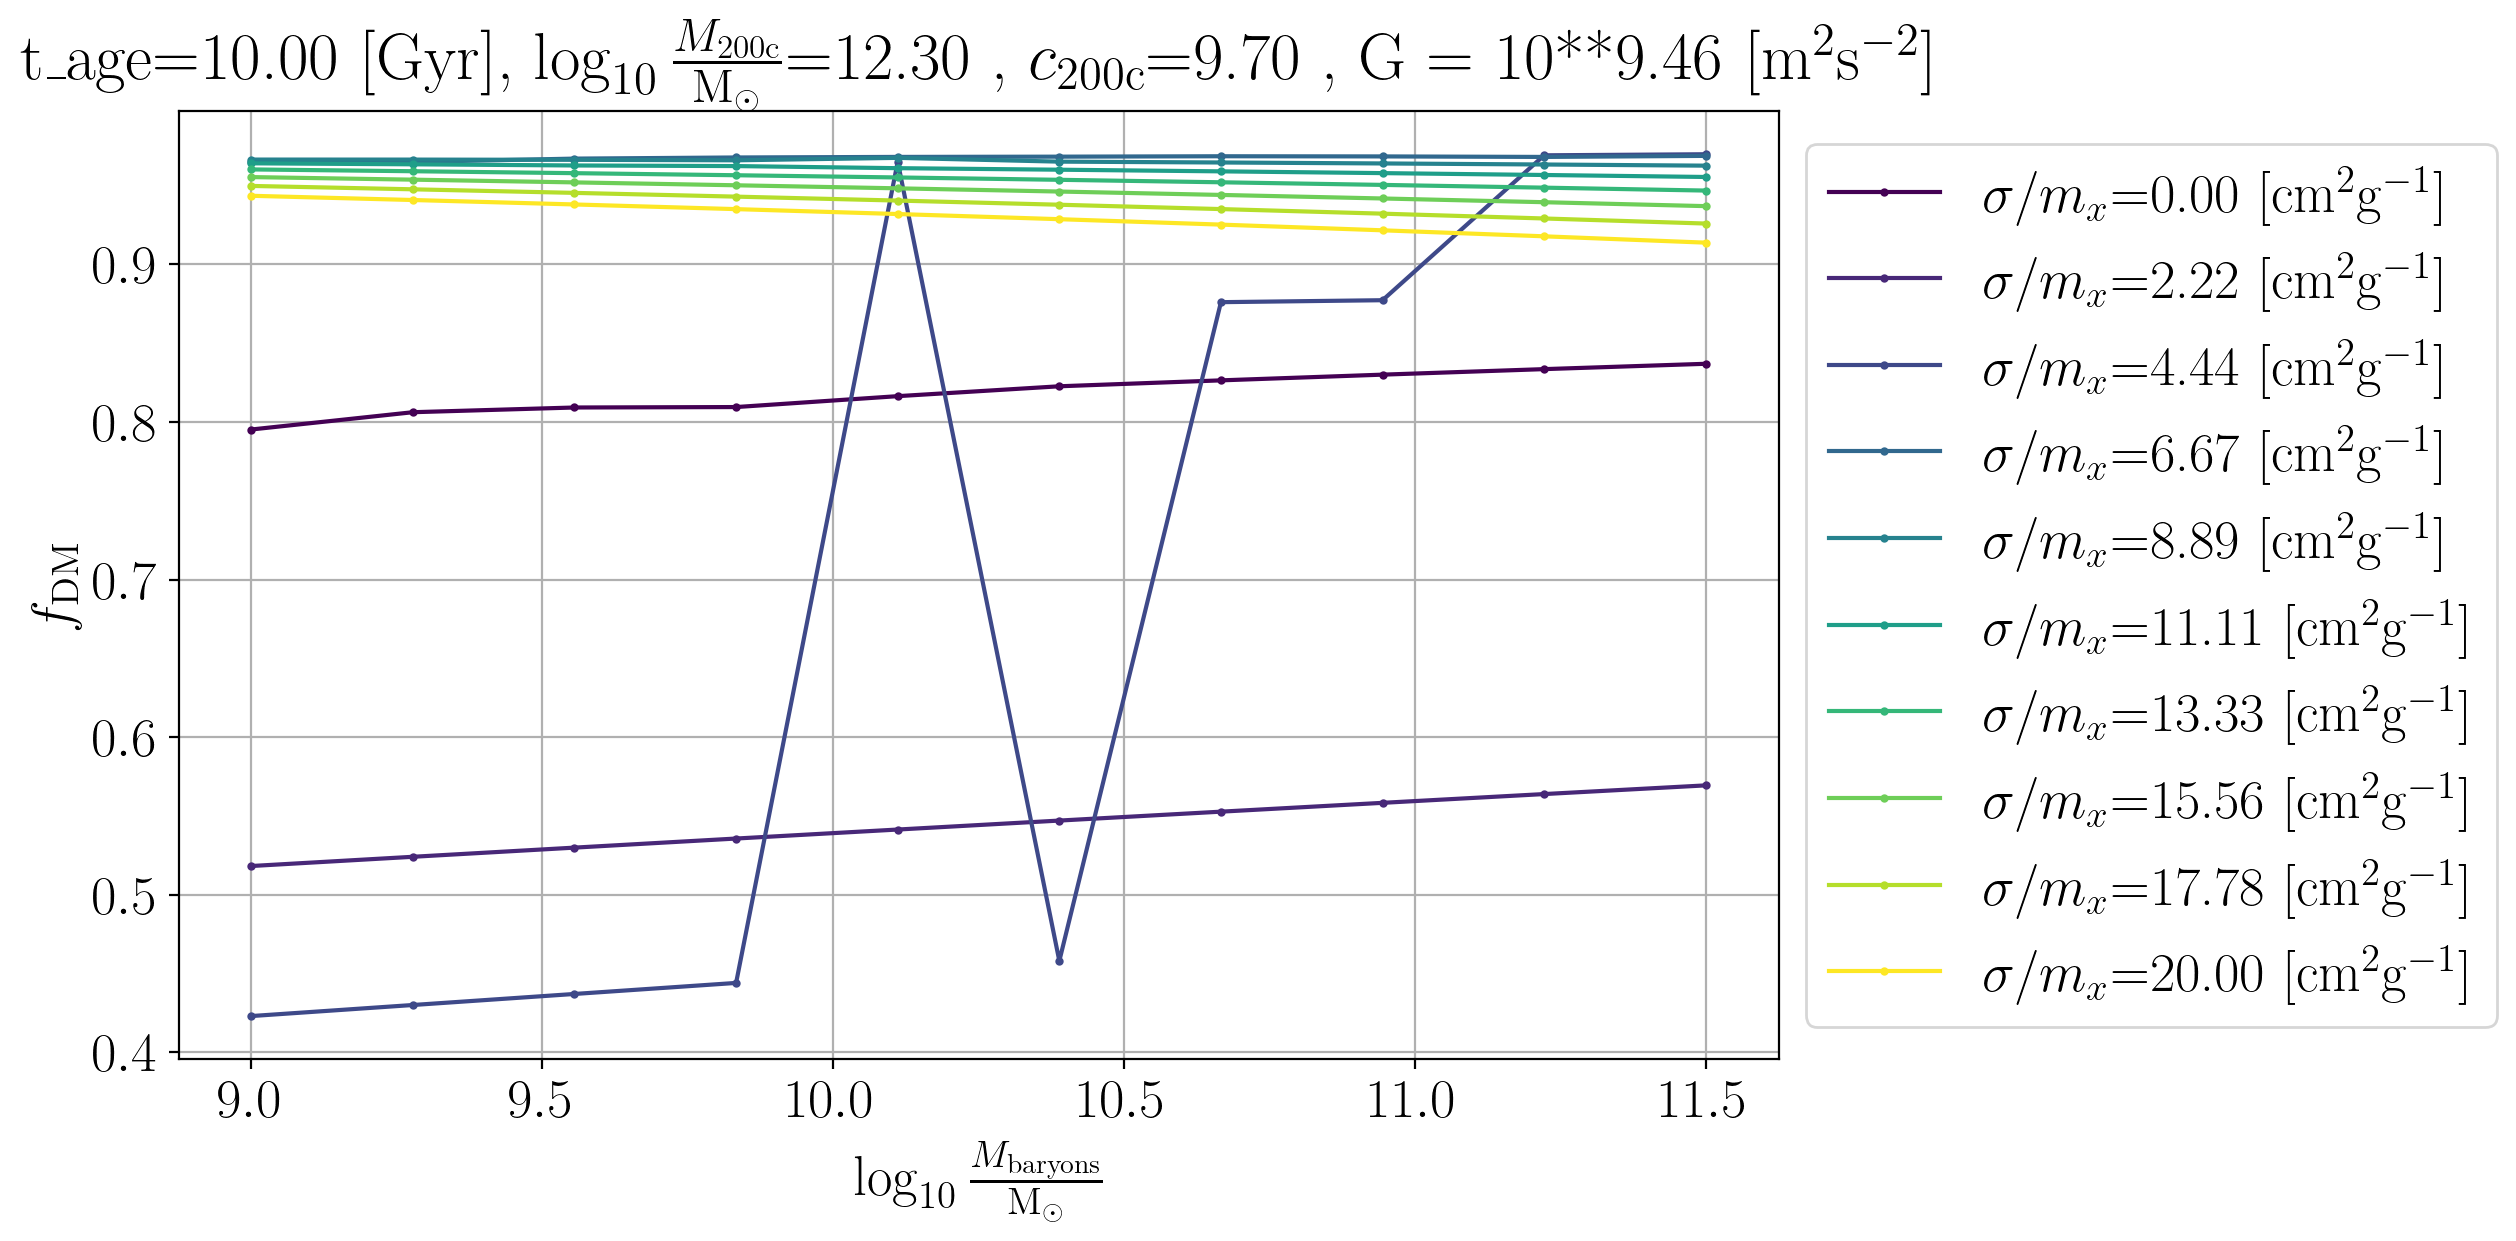 t_age=10.00 [Gyr], log₁₀ M₂₀₀c/M⊙=12.30 , c₂₀₀c=9.70 , G = 10**9.46 [m²s⁻²]
f_DM
0.9
0.8
0.7
0.6
0.5
0.4
9.0 9.5 10.0 10.5 11.0 11.5
log₁₀ M_baryons/M⊙
σ/mₓ=0.00 [cm²g⁻¹]
σ/mₓ=2.22 [cm²g⁻¹]
σ/mₓ=4.44 [cm²g⁻¹]
σ/mₓ=6.67 [cm²g⁻¹]
σ/mₓ=8.89 [cm²g⁻¹]
σ/mₓ=11.11 [cm²g⁻¹]
σ/mₓ=13.33 [cm²g⁻¹]
σ/mₓ=15.56 [cm²g⁻¹]
σ/mₓ=17.78 [cm²g⁻¹]
σ/mₓ=20.00 [cm²g⁻¹]